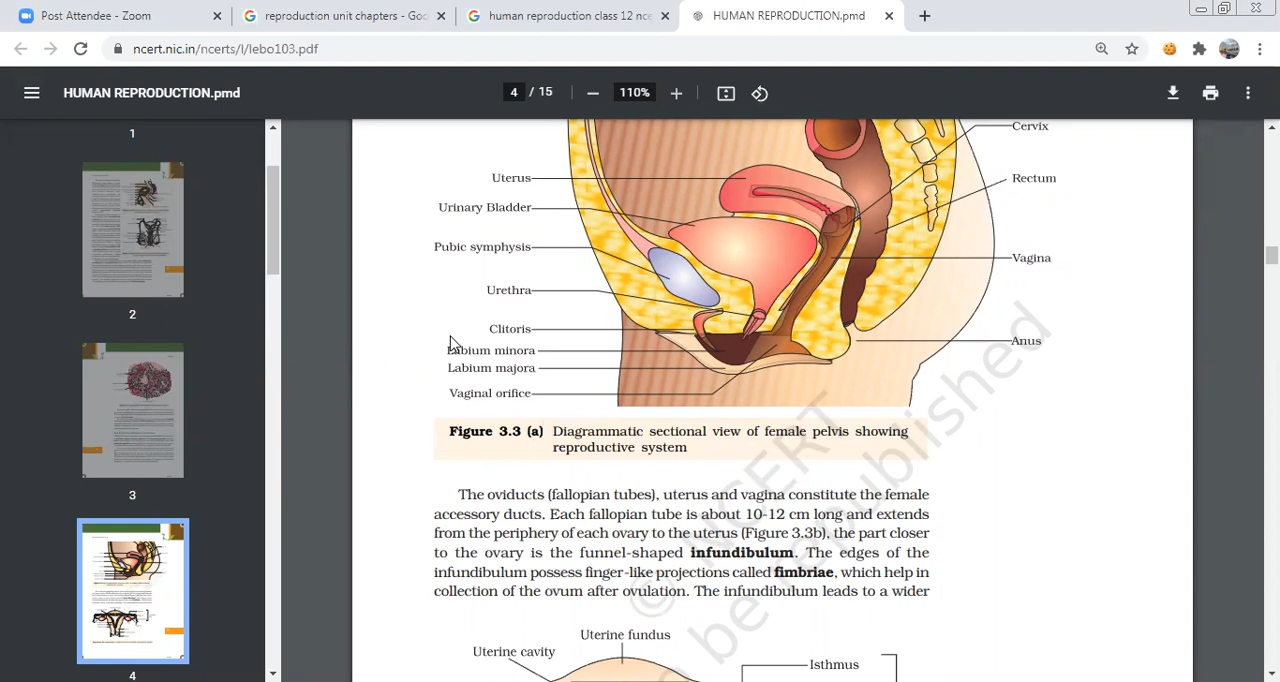 Post Attendee - Zoom
reproduction unit chapters - Goo
human reproduction class 12 nce
HUMAN REPRODUCTION.pmd
ncert.nic.in/ncerts/l/lebo103.pdf
HUMAN REPRODUCTION.pmd
4 / 15
110%
1
2
3
4
Cervix
Uterus
Rectum
Urinary Bladder
Pubic symphysis
Vagina
Urethra
Clitoris
Anus
Labium minora
Labium majora
Vaginal orifice
Figure 3.3 (a) Diagrammatic sectional view of female pelvis showing
reproductive system
The oviducts (fallopian tubes), uterus and vagina constitute the female
accessory ducts. Each fallopian tube is about 10-12 cm long and extends
from the periphery of each ovary to the uterus (Figure 3.3b), the part closer
to the ovary is the funnel-shaped infundibulum. The edges of the
infundibulum possess finger-like projections called fimbriae, which help in
collection of the ovum after ovulation. The infundibulum leads to a wider
Uterine fundus
Uterine cavity
Isthmus
© NCERT
be republished